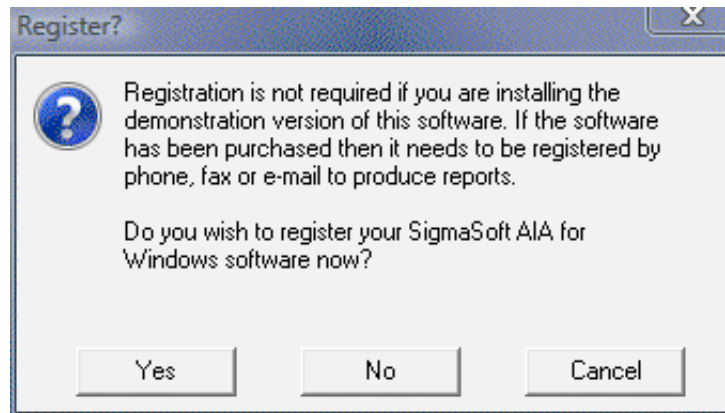 Register?
Registration is not required if you are installing the
demonstration version of this software. If the software
has been purchased then it needs to be registered by
phone, fax or e-mail to produce reports.
Do you wish to register your SigmaSoft AIA for
Windows software now?
Yes No Cancel